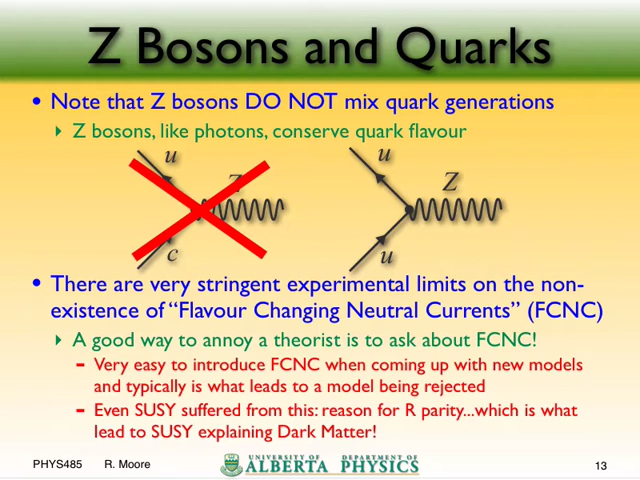 Z Bosons and Quarks
• Note that Z bosons DO NOT mix quark generations
‣ Z bosons, like photons, conserve quark flavour
u
Z
c
u
Z
u
• There are very stringent experimental limits on the non-
existence of “Flavour Changing Neutral Currents” (FCNC)
‣ A good way to annoy a theorist is to ask about FCNC!
- Very easy to introduce FCNC when coming up with new models
and typically is what leads to a model being rejected
- Even SUSY suffered from this: reason for R parity...which is what
lead to SUSY explaining Dark Matter!
PHYS485 R. Moore
UNIVERSITY OF DEPARTMENT OF
ALBERTA PHYSICS
13